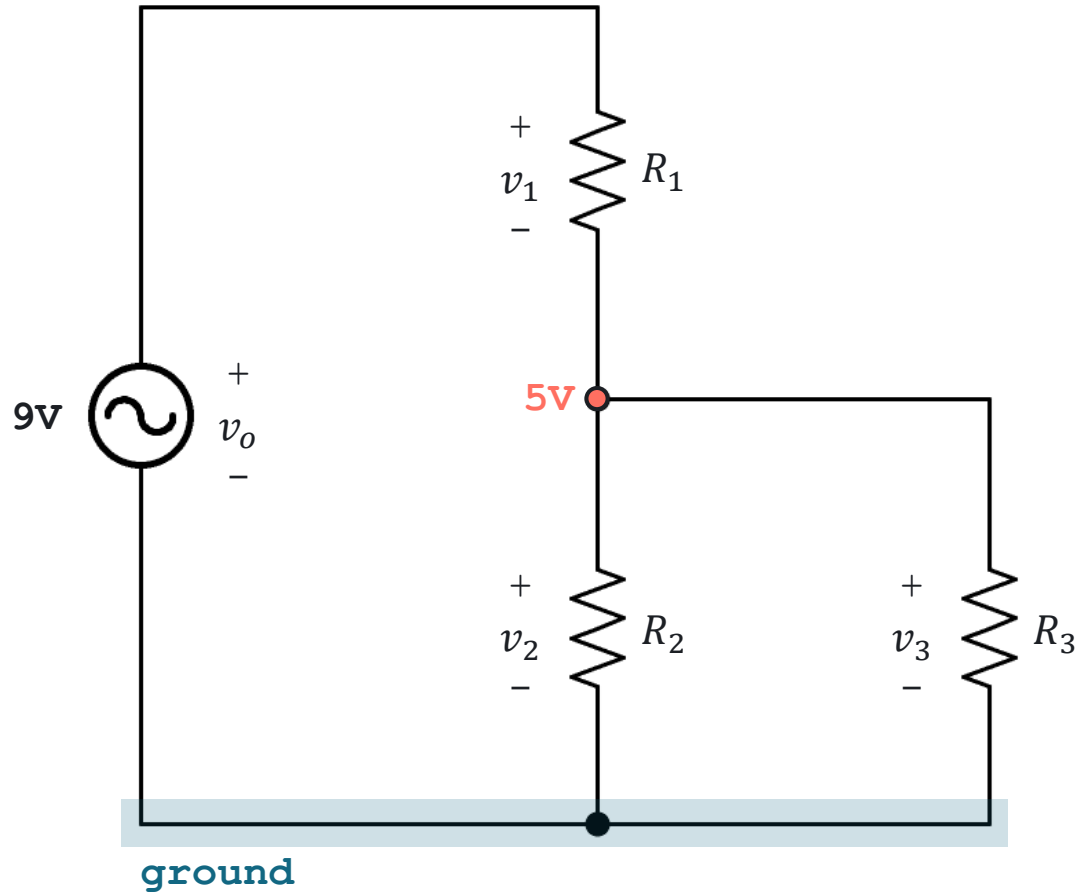 +
v₁
−
R₁
9V
+
vₒ
−
5V
+
v₂
−
R₂
+
v₃
−
R₃
ground